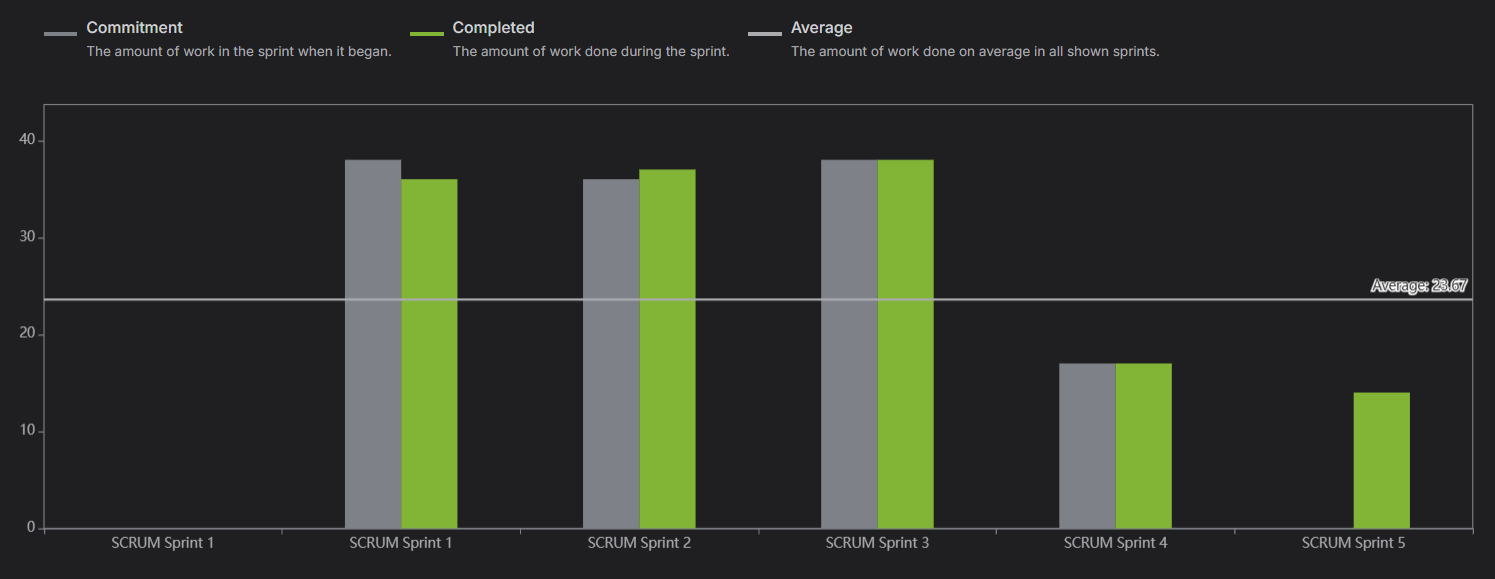 Commitment
The amount of work in the sprint when it began.
Completed
The amount of work done during the sprint.
Average
The amount of work done on average in all shown sprints.
40
30
20
10
0
Average: 23.67
SCRUM Sprint 1
SCRUM Sprint 1
SCRUM Sprint 2
SCRUM Sprint 3
SCRUM Sprint 4
SCRUM Sprint 5